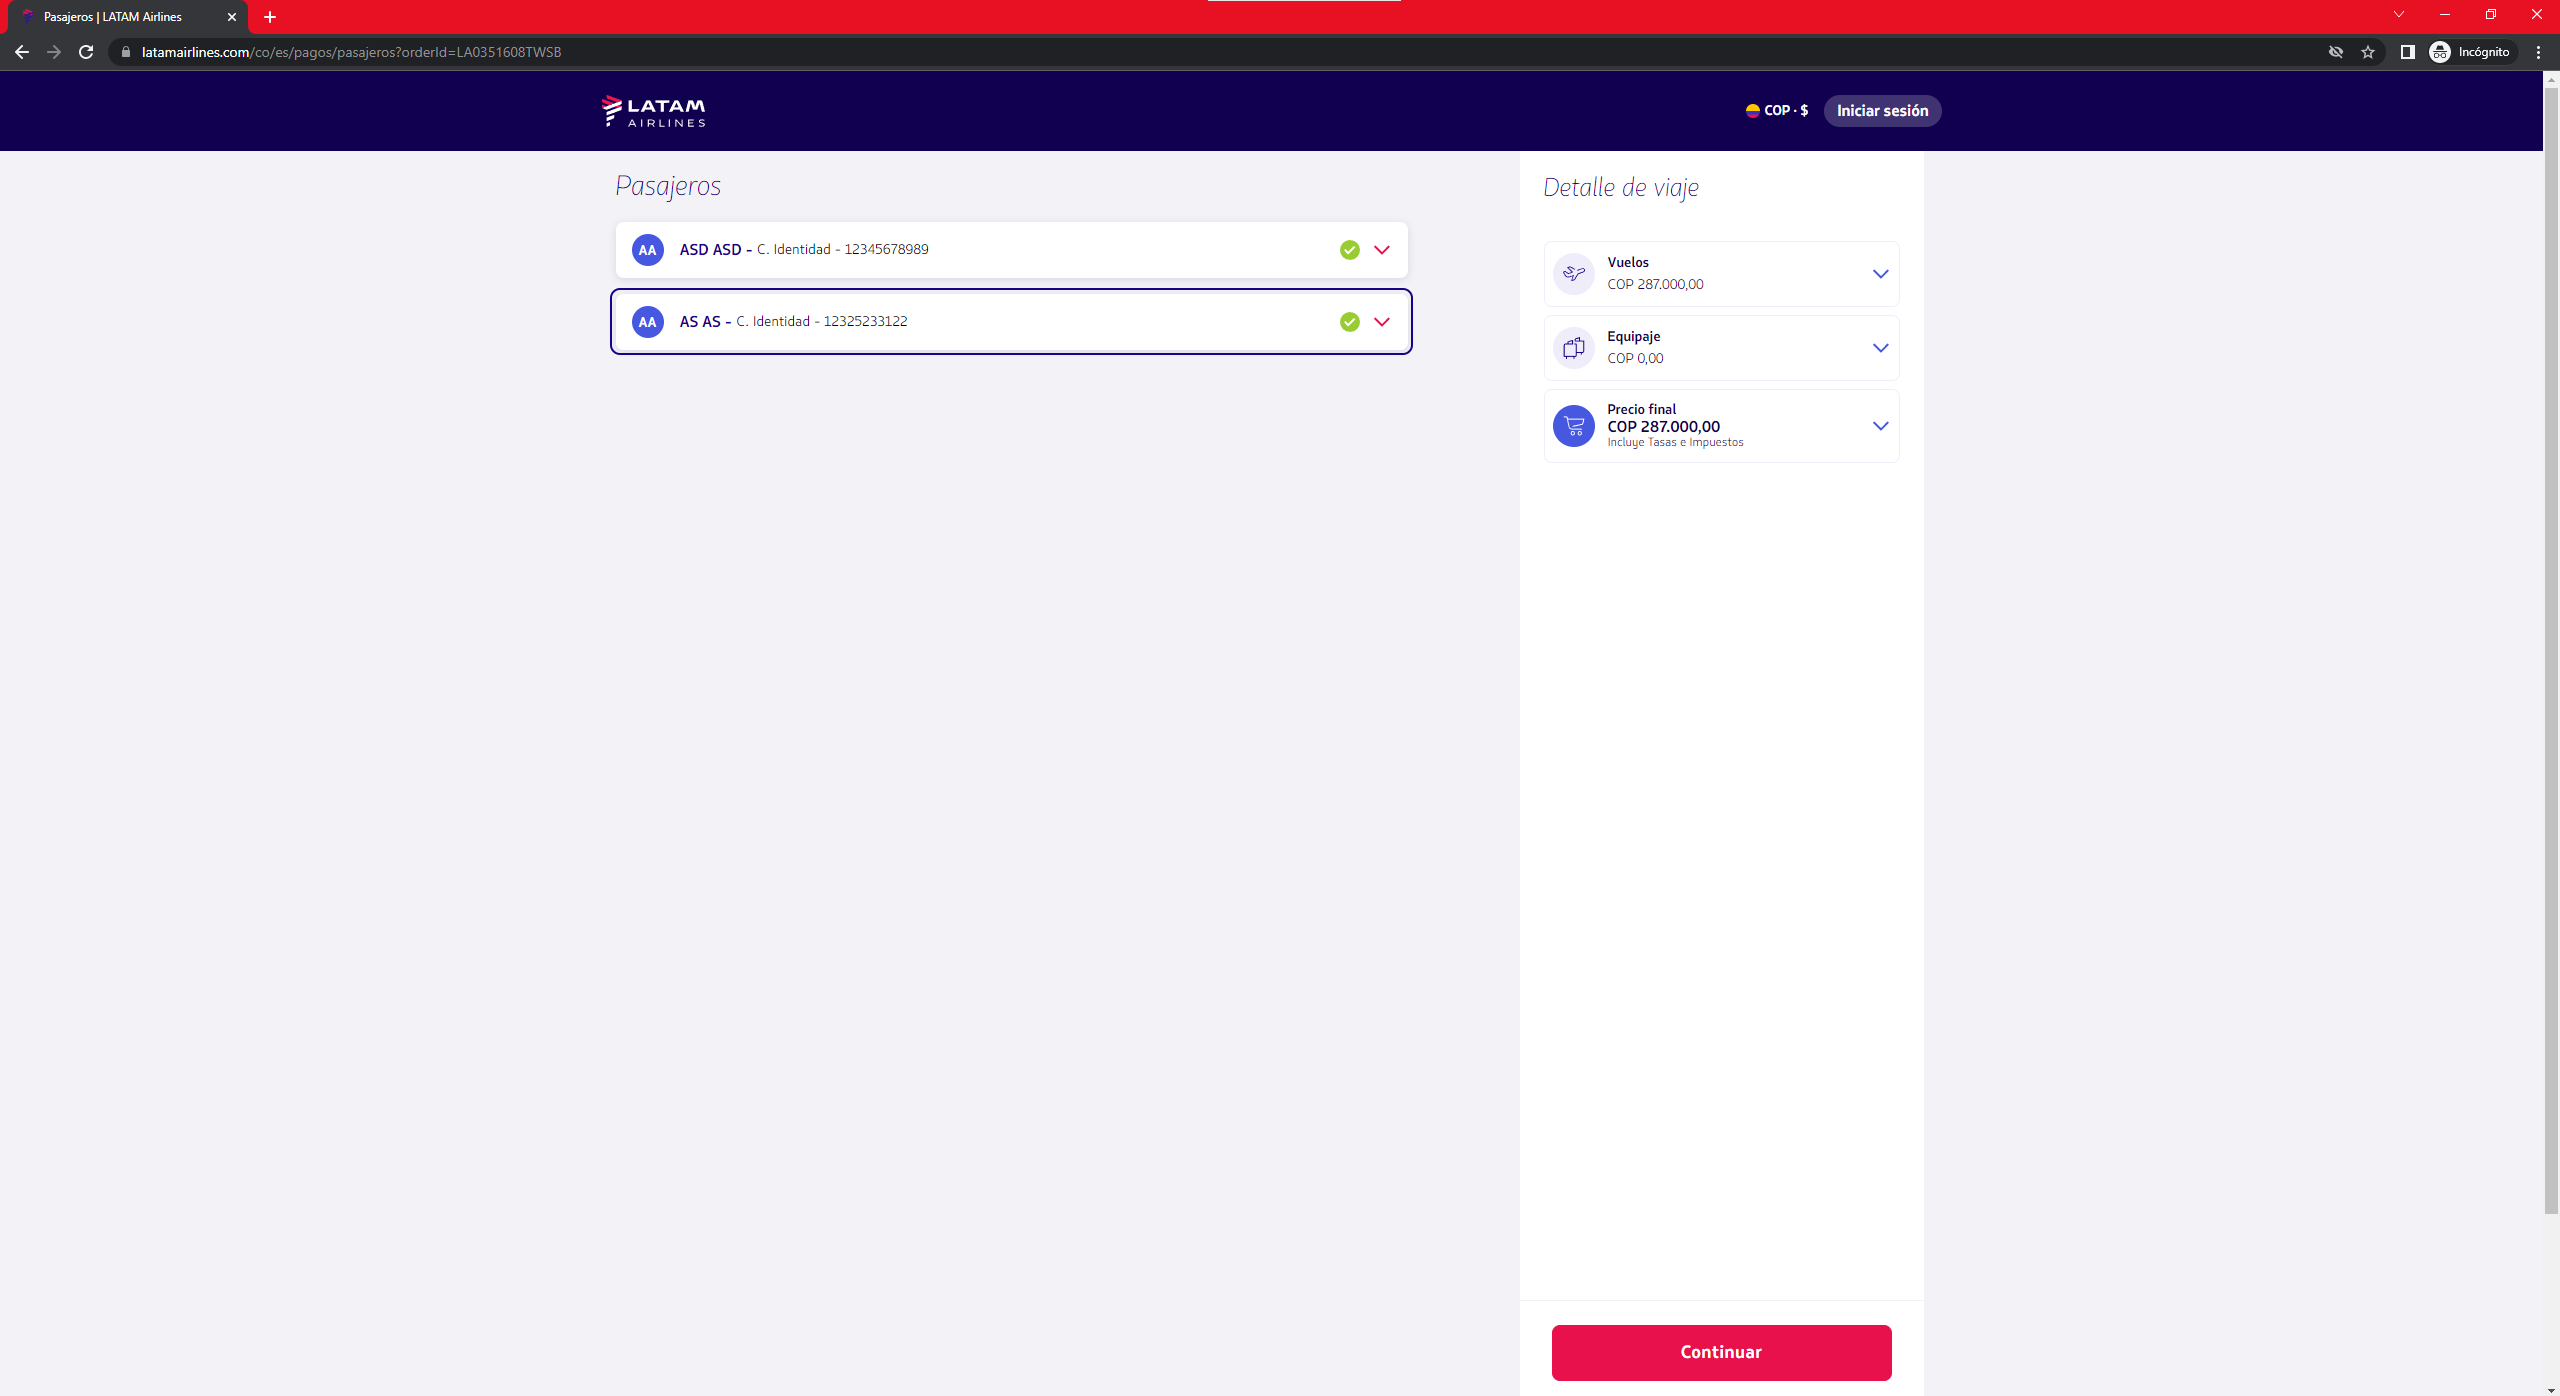 Pasajeros | LATAM Airlines
latamairlines.com/co/es/pagos/pasajeros?orderId=LA0351608TWSB
Incógnito
LATAM
AIRLINES
COP · $
Iniciar sesión
Pasajeros
AA
ASD ASD - C. Identidad - 12345678989
AA
AS AS - C. Identidad - 12325233122
Detalle de viaje
Vuelos
COP 287.000,00
Equipaje
COP 0,00
Precio final
COP 287.000,00
Incluye Tasas e Impuestos
Continuar